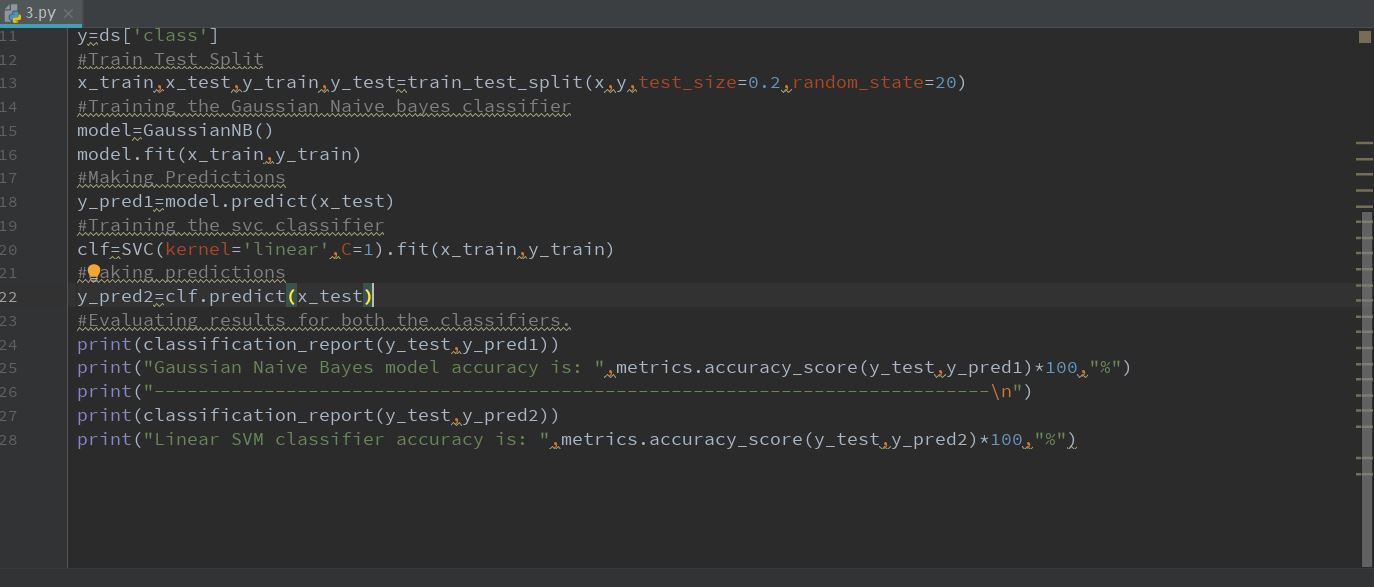 3.py
11 y=ds['class']
12 #Train Test Split
13 x_train,x_test,y_train,y_test=train_test_split(x,y,test_size=0.2,random_state=20)
14 #Training the Gaussian Naive bayes classifier
15 model=GaussianNB()
16 model.fit(x_train,y_train)
17 #Making Predictions
18 y_pred1=model.predict(x_test)
19 #Training the svc classifier
20 clf=SVC(kernel='linear',C=1).fit(x_train,y_train)
21 #aking predictions
22 y_pred2=clf.predict(x_test)
23 #Evaluating results for both the classifiers.
24 print(classification_report(y_test,y_pred1))
25 print("Gaussian Naive Bayes model accuracy is: ",metrics.accuracy_score(y_test,y_pred1)*100,"%")
26 print("----------------------------------------------------------------------------\n")
27 print(classification_report(y_test,y_pred2))
28 print("Linear SVM classifier accuracy is: ",metrics.accuracy_score(y_test,y_pred2)*100,"%")